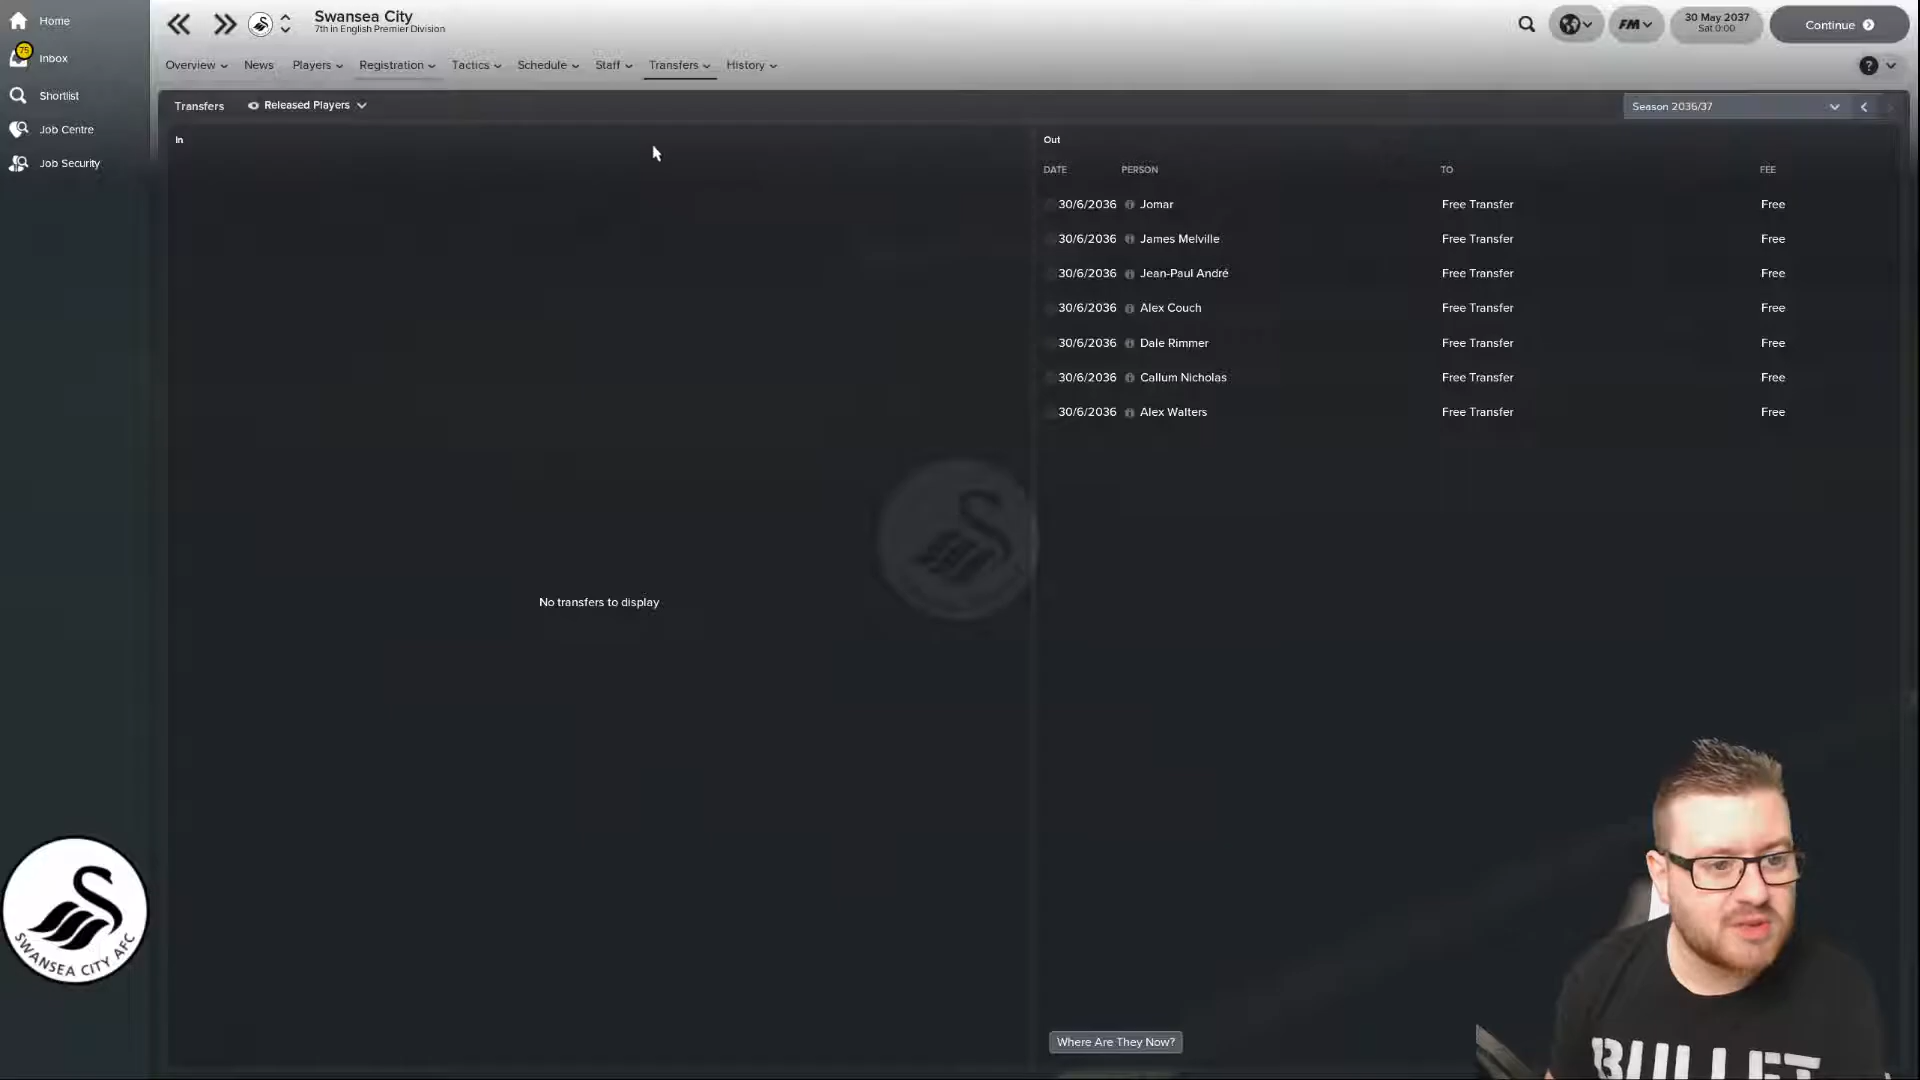 Home
75
Inbox
Shortlist
Job Centre
Job Security
Swansea City
7th in English Premier Division
FM
30 May 2037
Sat 0:00
Continue
Overview
News
Players
Registration
Tactics
Schedule
Staff
Transfers
History
?
Transfers
Released Players
Season 2036/37
In
No transfers to display
Out
DATE PERSON TO FEE
30/6/2036 Jomar Free Transfer Free
30/6/2036 James Melville Free Transfer Free
30/6/2036 Jean-Paul André Free Transfer Free
30/6/2036 Alex Couch Free Transfer Free
30/6/2036 Dale Rimmer Free Transfer Free
30/6/2036 Callum Nicholas Free Transfer Free
30/6/2036 Alex Walters Free Transfer Free
Where Are They Now?
SWANSEA CITY AFC
BULLET